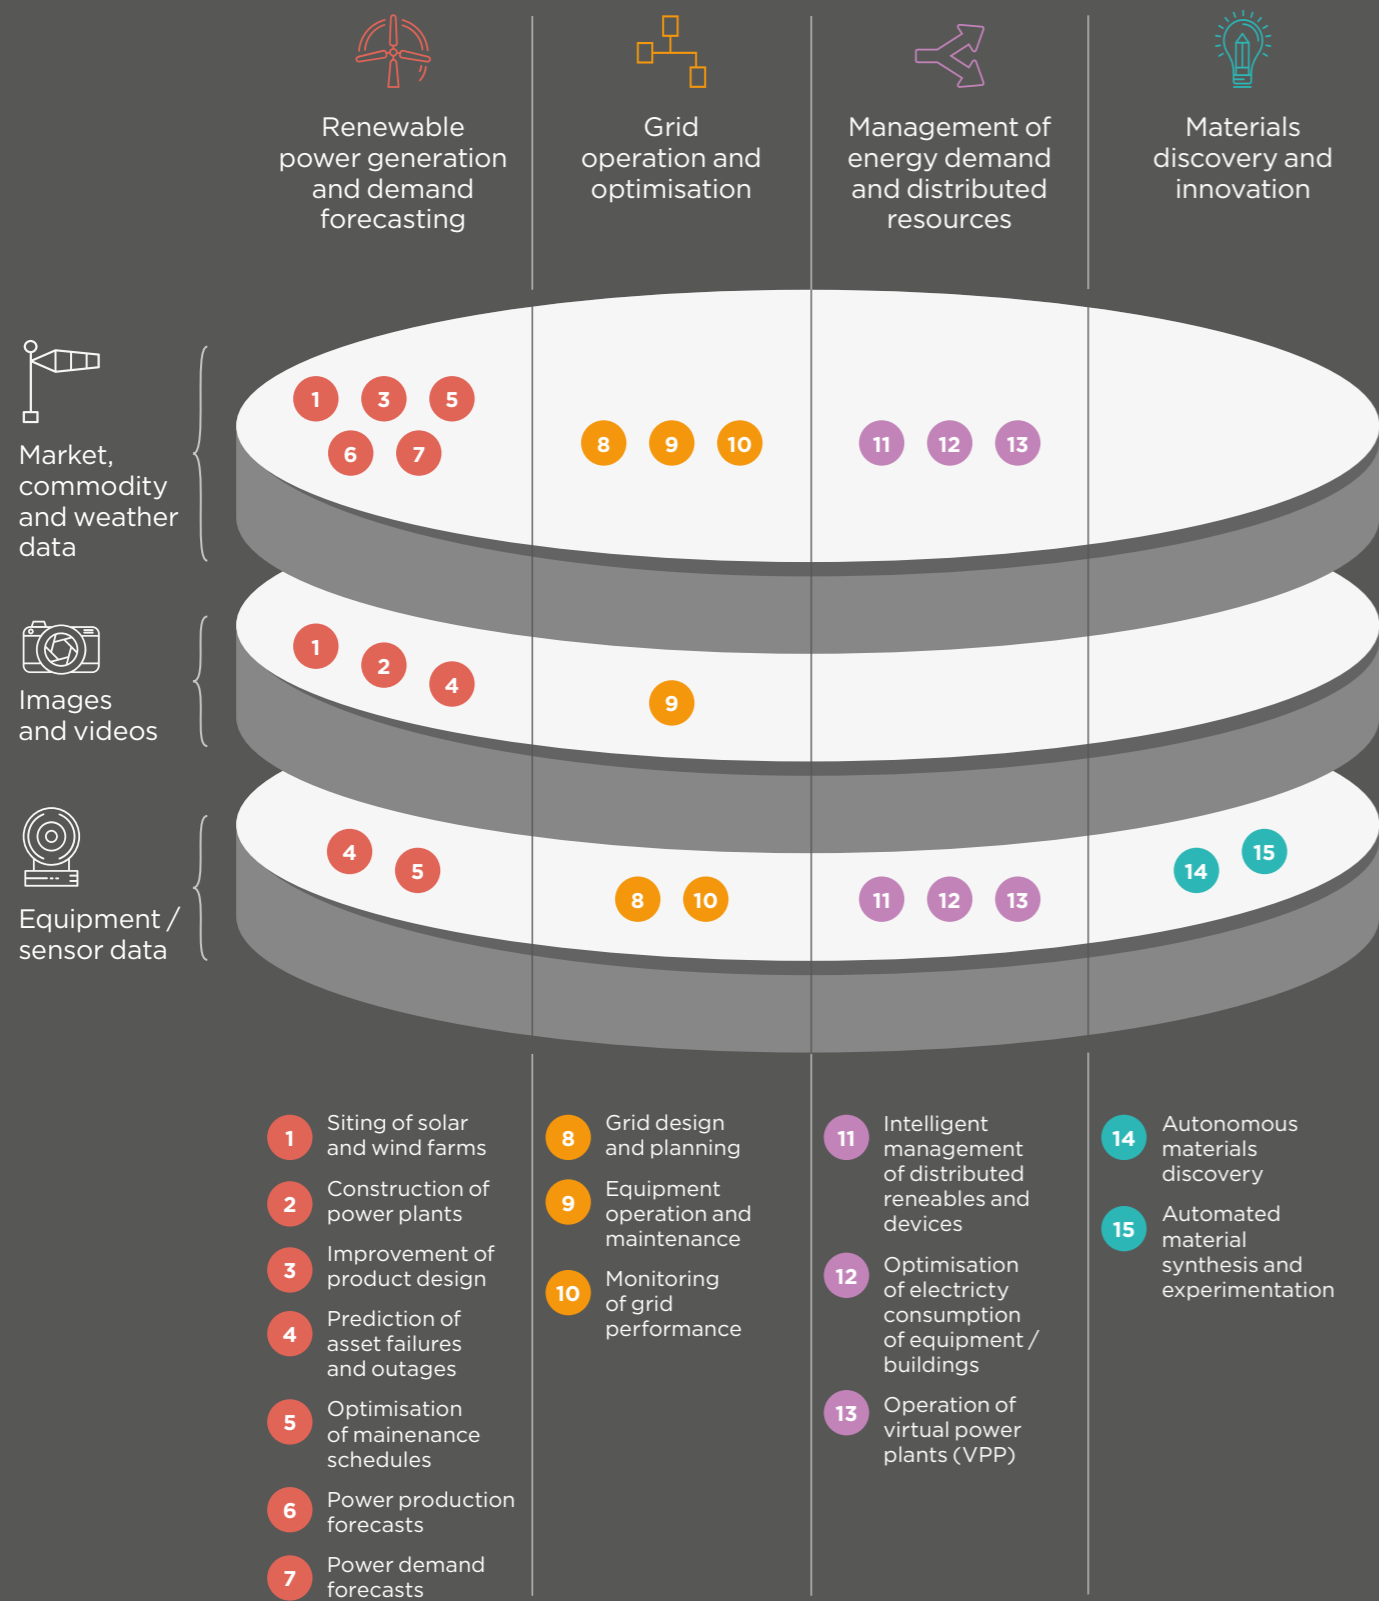 Renewable
power generation
and demand
forecasting
Grid
operation and
optimisation
Management of
energy demand
and distributed
resources
Materials
discovery and
innovation
Market,
commodity
and weather
data
1 3 5
6 7
8 9 10
11 12 13
Images
and videos
1 2 4
9
Equipment /
sensor data
4 5
8 10
11 12 13
14 15
1 Siting of solar
and wind farms
2 Construction of
power plants
3 Improvement of
product design
4 Prediction of
asset failures
and outages
5 Optimisation
of mainenance
schedules
6 Power production
forecasts
7 Power demand
forecasts
8 Grid design
and planning
9 Equipment
operation and
maintenance
10 Monitoring
of grid
performance
11 Intelligent
management
of distributed
reneables and
devices
12 Optimisation
of electricty
consumption
of equipment /
buildings
13 Operation of
virtual power
plants (VPP)
14 Autonomous
materials
discovery
15 Automated
material
synthesis and
experimentation